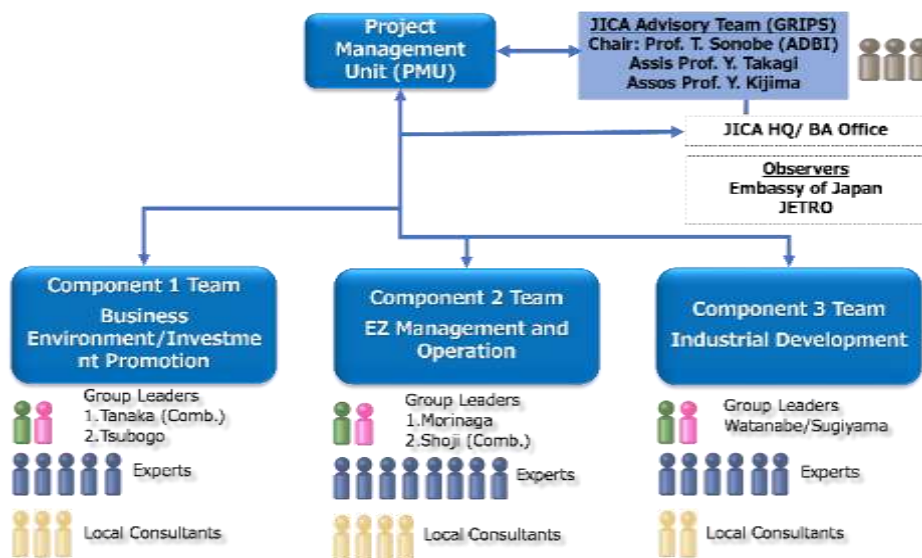 Project
Management
Unit (PMU)
JICA Advisory Team (GRIPS)
Chair: Prof. T. Sonobe (ADBI)
Assis Prof. Y. Takagi
Assos Prof. Y. Kijima
JICA HQ/ BA Office
Observers
Embassy of Japan
JETRO
Component 1 Team
Business
Environment/Investme
nt Promotion
Group Leaders
1.Tanaka (Comb.)
2.Tsubogo
Experts
Local Consultants
Component 2 Team
EZ Management and
Operation
Group Leaders
1.Morinaga
2.Shoji (Comb.)
Experts
Local Consultants
Component 3 Team
Industrial Development
Group Leaders
Watanabe/Sugiyama
Experts
Local Consultants